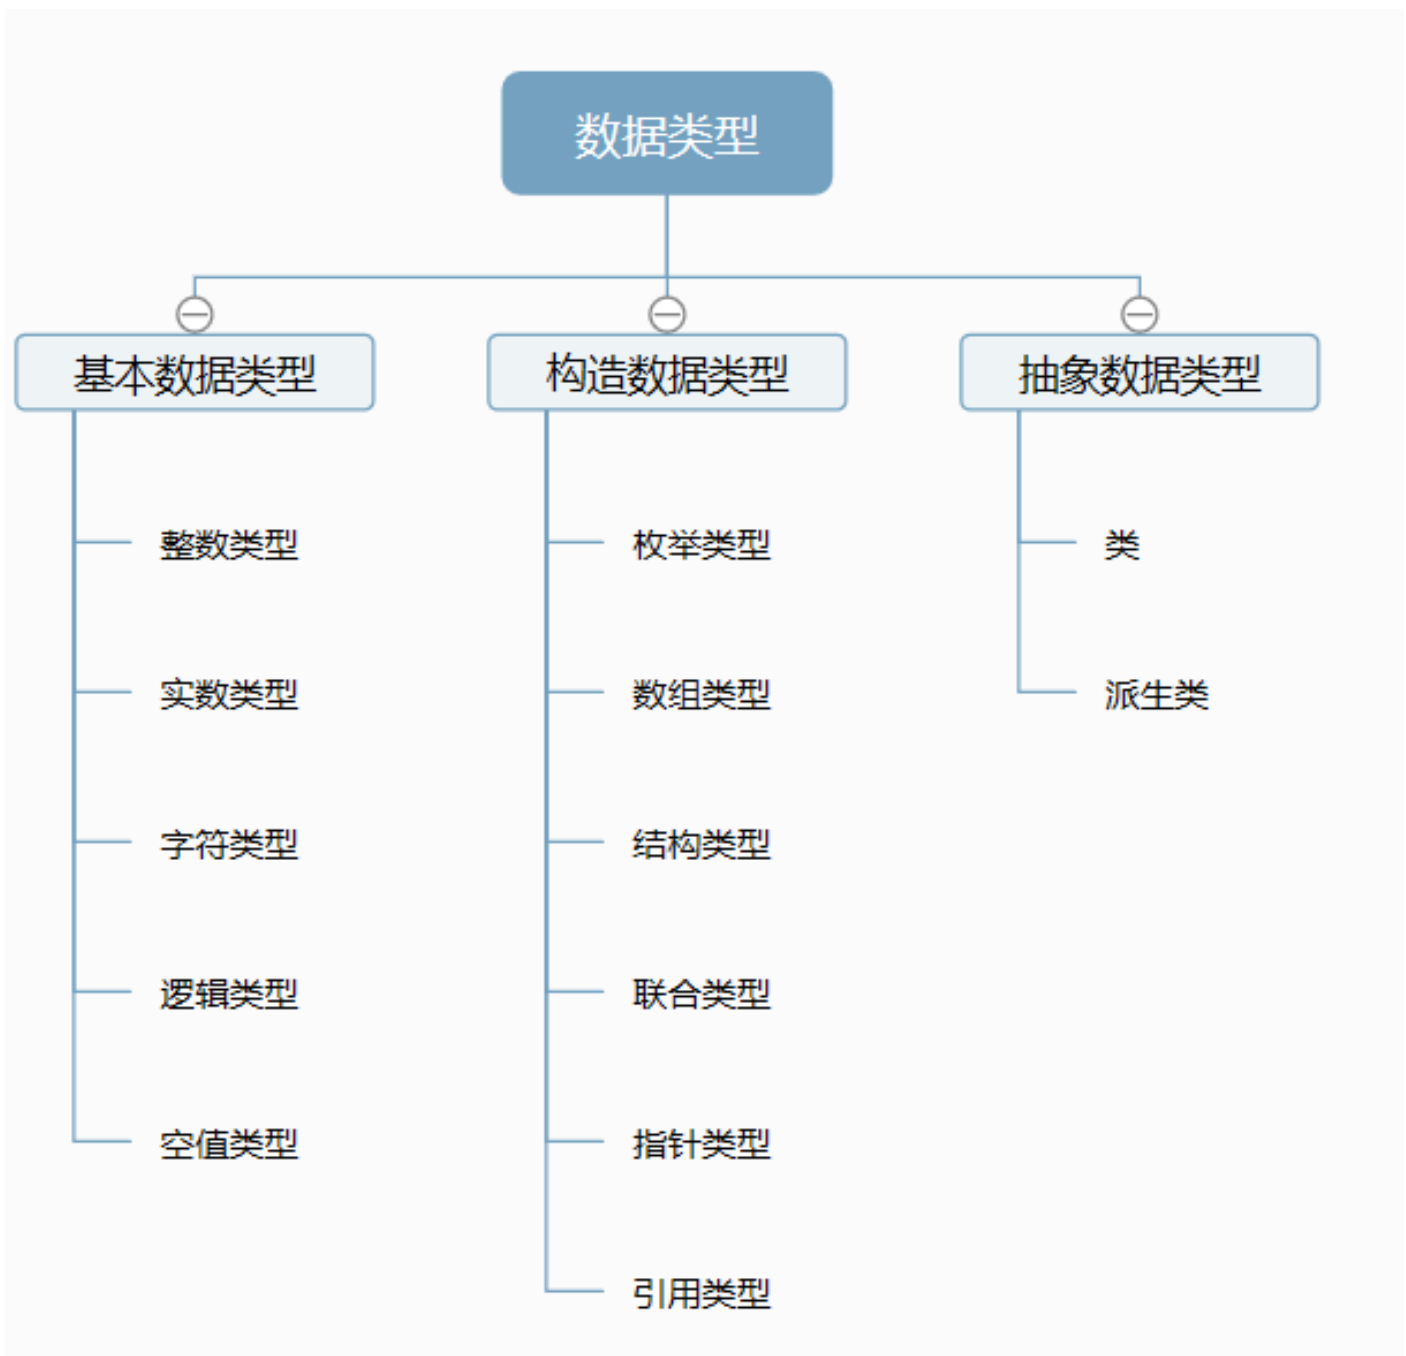 数据类型
基本数据类型
整数类型
实数类型
字符类型
逻辑类型
空值类型
构造数据类型
枚举类型
数组类型
结构类型
联合类型
指针类型
引用类型
抽象数据类型
类
派生类